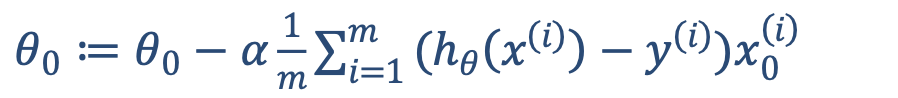 θ₀ ≔ θ₀ − α 1/m ∑ᵢ₌₁ᵐ (h_θ(x⁽ⁱ⁾) − y⁽ⁱ⁾)x₀⁽ⁱ⁾